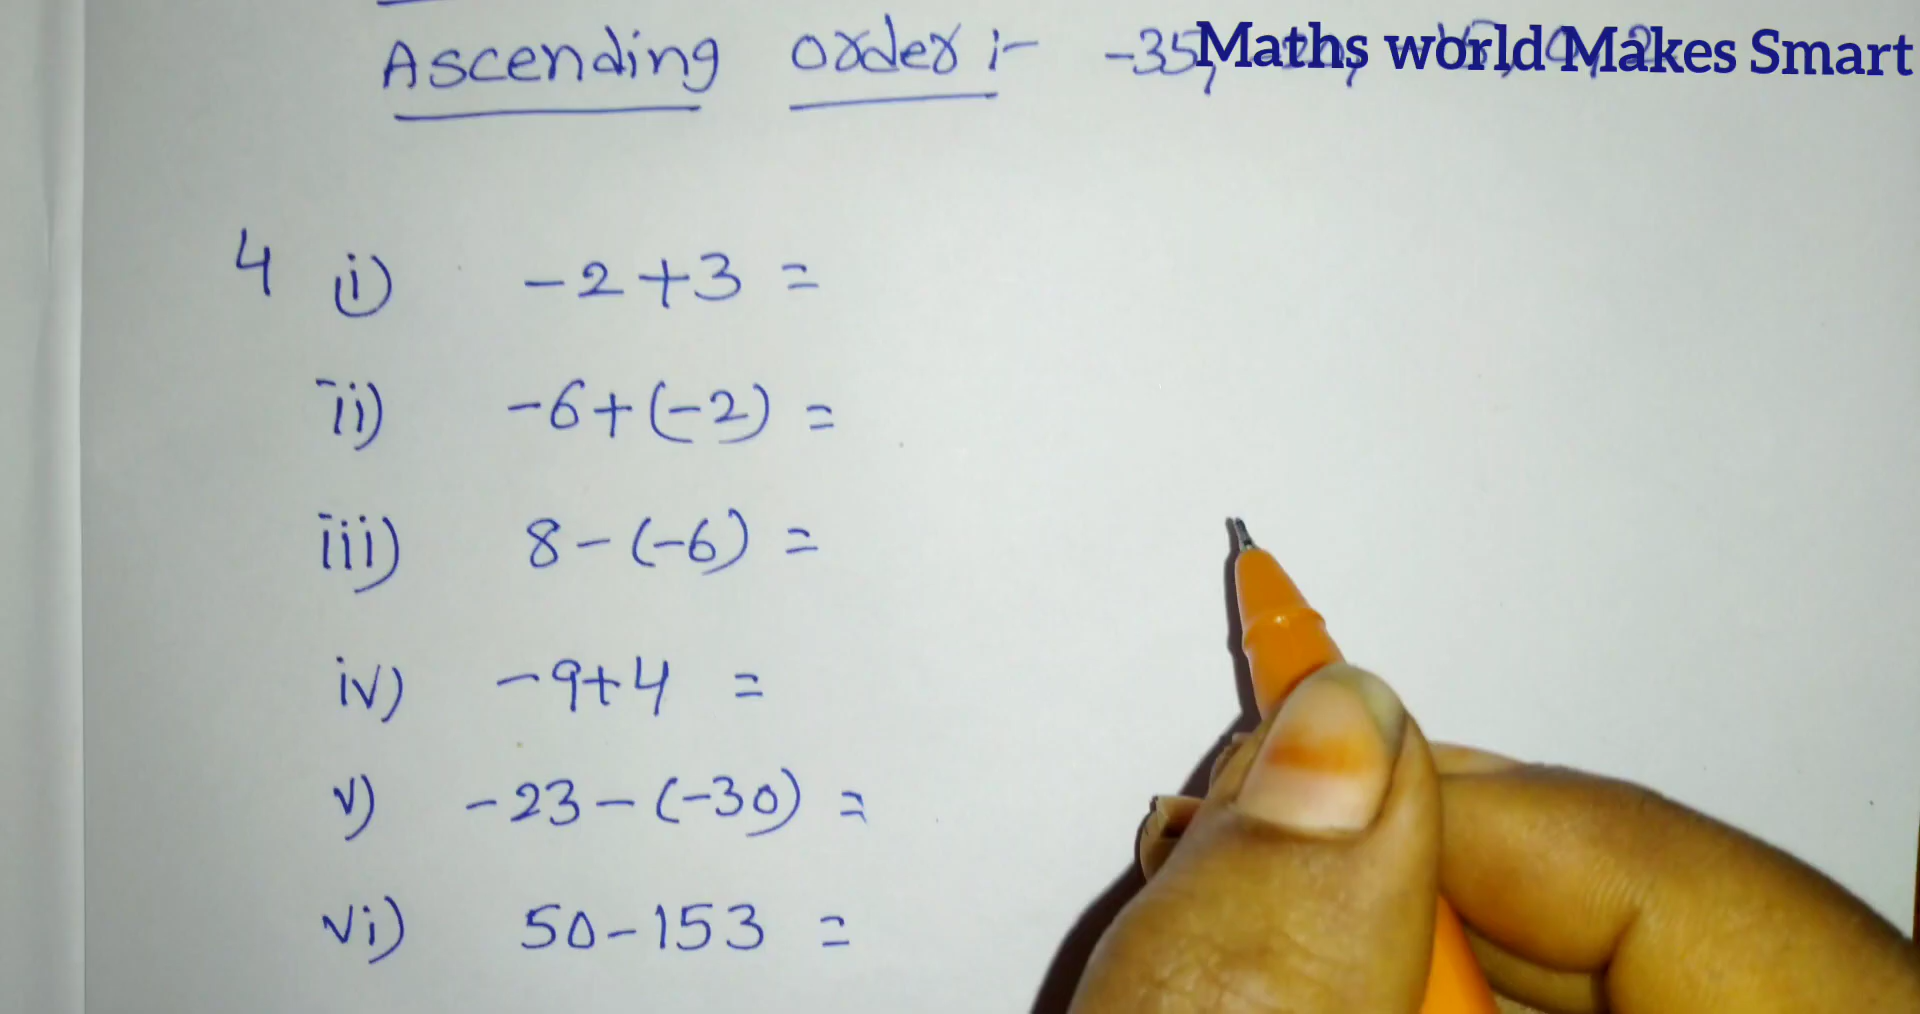 Ascending order :- -35,
Maths world Makes Smart
4 i) -2+3 =
ii) -6+(-2) =
iii) 8-(-6) =
iv) -9+4 =
v) -23-(-30) =
vi) 50-153 =